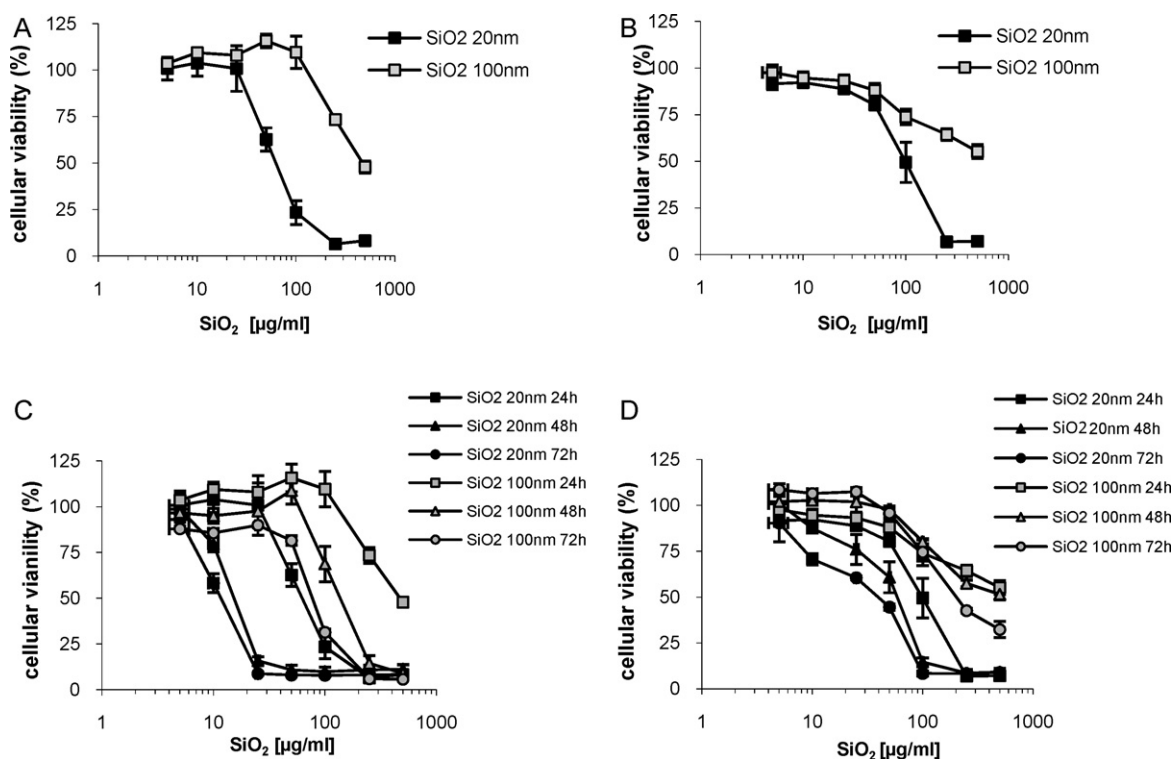 A
cellular viability (%)
125
100
75
50
25
0
1
10
100
1000
SiO₂ [µg/ml]
SiO2 20nm
SiO2 100nm
B
cellular viability (%)
125
100
75
50
25
0
1
10
100
1000
SiO₂ [µg/ml]
SiO2 20nm
SiO2 100nm
C
cellular vianility (%)
125
100
75
50
25
0
1
10
100
1000
SiO₂ [µg/ml]
SiO2 20nm 24h
SiO2 20nm 48h
SiO2 20nm 72h
SiO2 100nm 24h
SiO2 100nm 48h
SiO2 100nm 72h
D
cellular viability (%)
125
100
75
50
25
0
1
10
100
1000
SiO₂ [µg/ml]
SiO2 20nm 24h
SiO2 20nm 48h
SiO2 20nm 72h
SiO2 100nm 24h
SiO2 100nm 48h
SiO2 100nm 72h